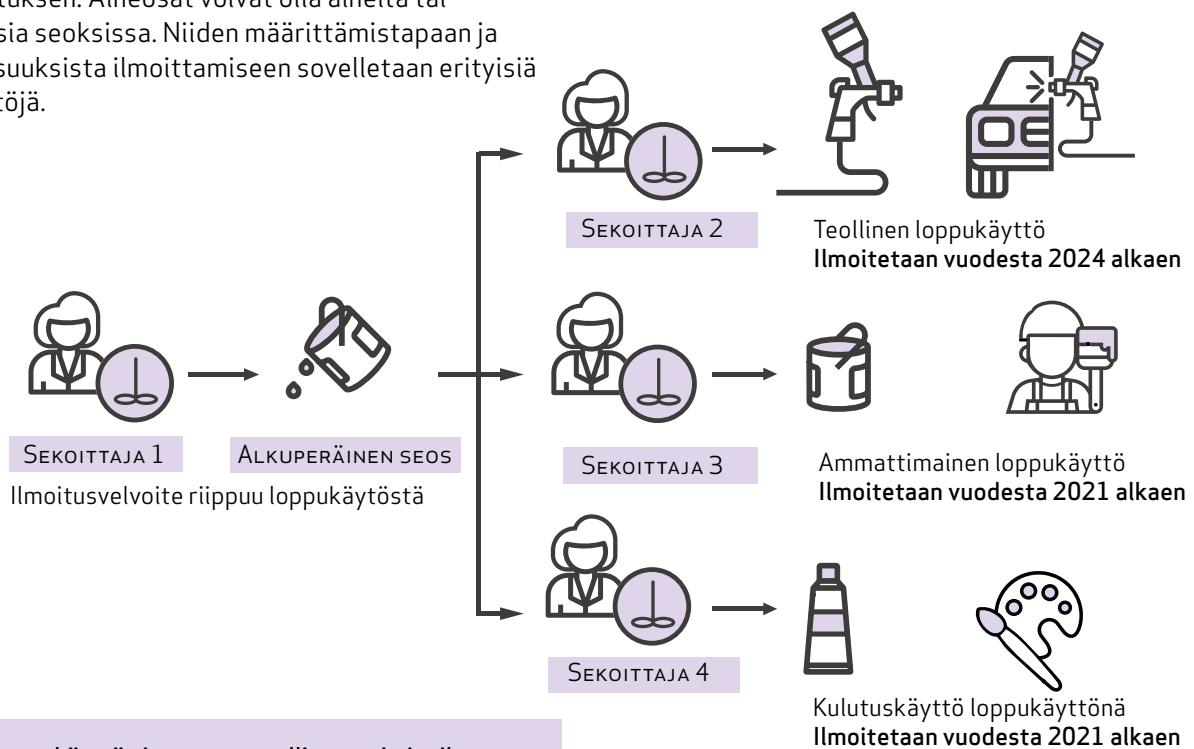 sia seoksissa. Niiden määrittämistapaan ja
suuksista ilmoittamiseen sovelletaan erityisiä
töjä.
Sekoittaja 2
Teollinen loppukäyttö
Ilmoitetaan vuodesta 2024 alkaen
Sekoittaja 1
Alkuperäinen seos
Ilmoitusvelvoite riippuu loppukäytöstä
Sekoittaja 3
Ammattimainen loppukäyttö
Ilmoitetaan vuodesta 2021 alkaen
Sekoittaja 4
Kulutuskäyttö loppukäyttönä
Ilmoitetaan vuodesta 2021 alkaen